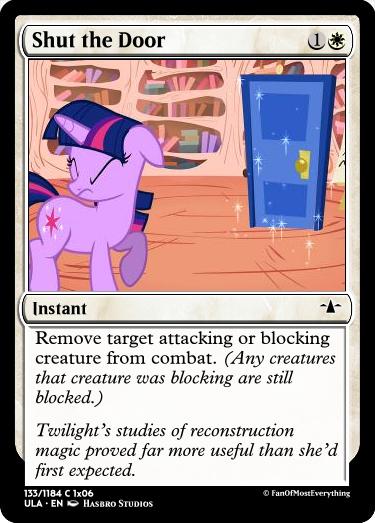 Shut the Door
1
Instant
Remove target attacking or blocking
creature from combat. (Any creatures
that creature was blocking are still
blocked.)
Twilight's studies of reconstruction
magic proved far more useful than she'd
first expected.
133/1184 C 1x06
ULA · EN Hasbro Studios
© FanOfMostEverything